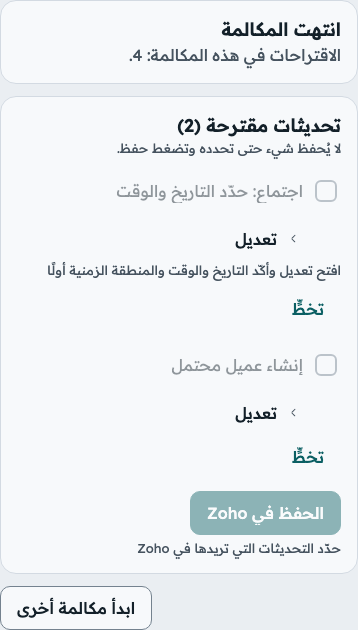 انتهت المكالمة
الاقتراحات في هذه المكالمة: 4.
تحديثات مقترحة (2)
لا يُحفظ شيء حتى تحدده وتضغط حفظ.
اجتماع: حدّد التاريخ والوقت
تعديل
افتح تعديل وأكّد التاريخ والوقت والمنطقة الزمنية أولًا
تخطٍّ
إنشاء عميل محتمل
تعديل
تخطٍّ
الحفظ في Zoho
حدّد التحديثات التي تريدها في Zoho
ابدأ مكالمة أخرى